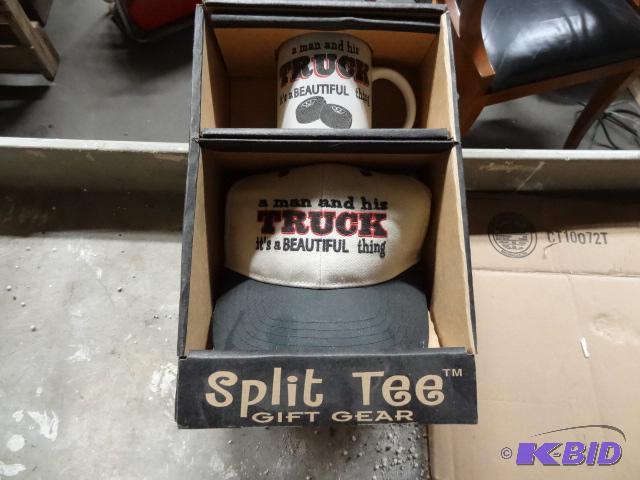 a man and his
TRUCK
it's a BEAUTIFUL thing
a man and his
TRUCK
it's a BEAUTIFUL thing
CT10072T
Split Tee™
GIFT GEAR
© K-BID